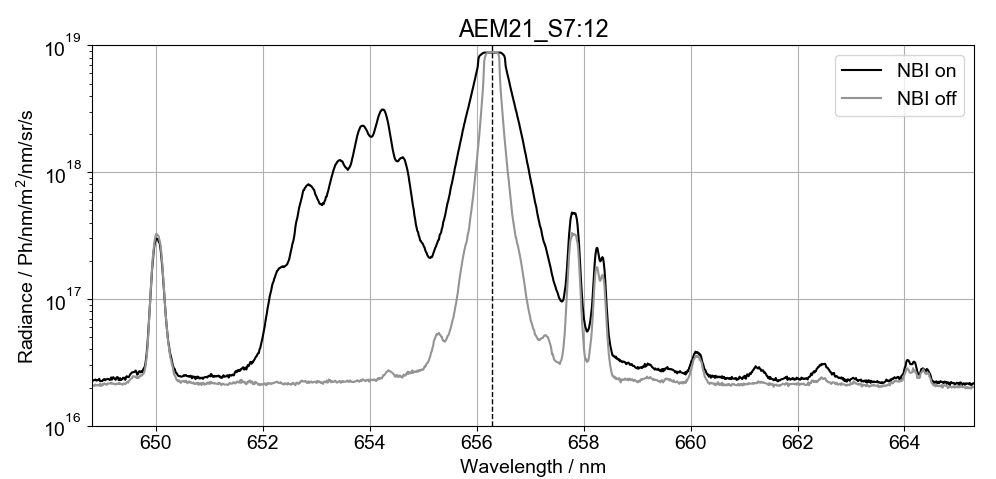 AEM21_S7:12
10^19
10^18
10^17
10^16
Radiance / Ph/nm/m²/nm/sr/s
NBI on
NBI off
650 652 654 656 658 660 662 664
Wavelength / nm